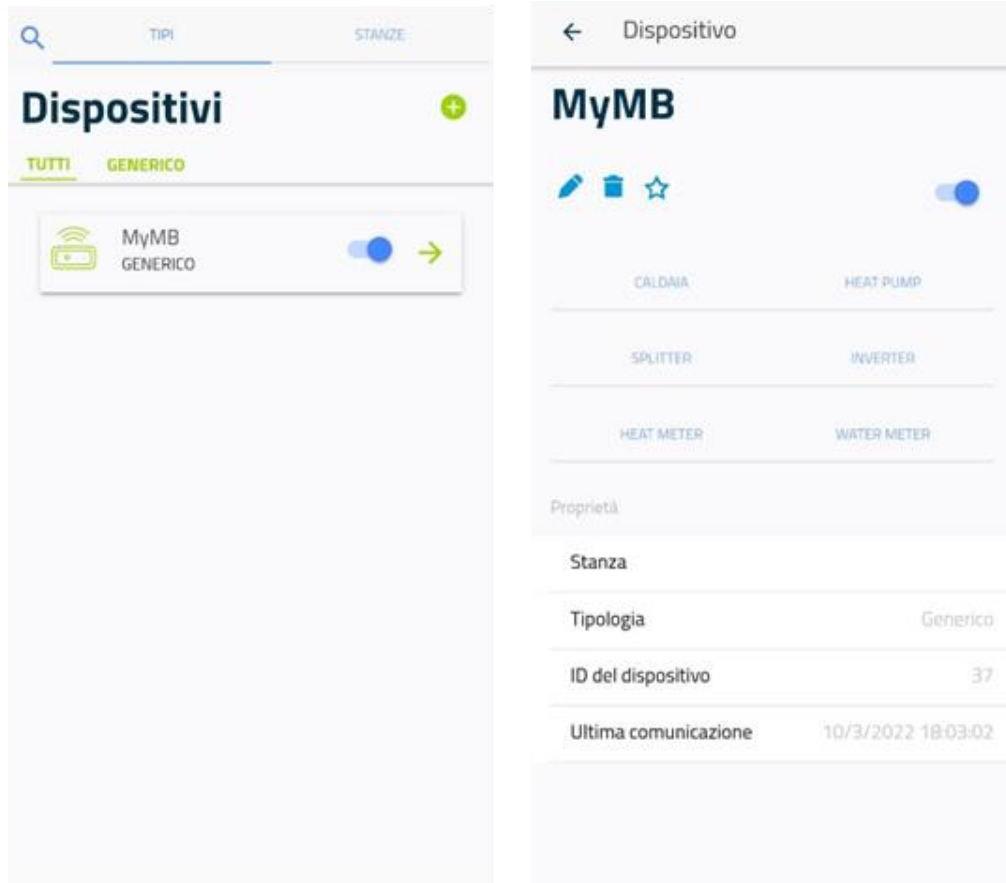 TIPI STANZE
Dispositivi
TUTTI GENERICO
MyMB
GENERICO
Dispositivo
MyMB
CALDAIA HEAT PUMP
SPLITTER INVERTER
HEAT METER WATER METER
Proprietà
Stanza
Tipologia Generico
ID del dispositivo 37
Ultima comunicazione 10/3/2022 18:03:02